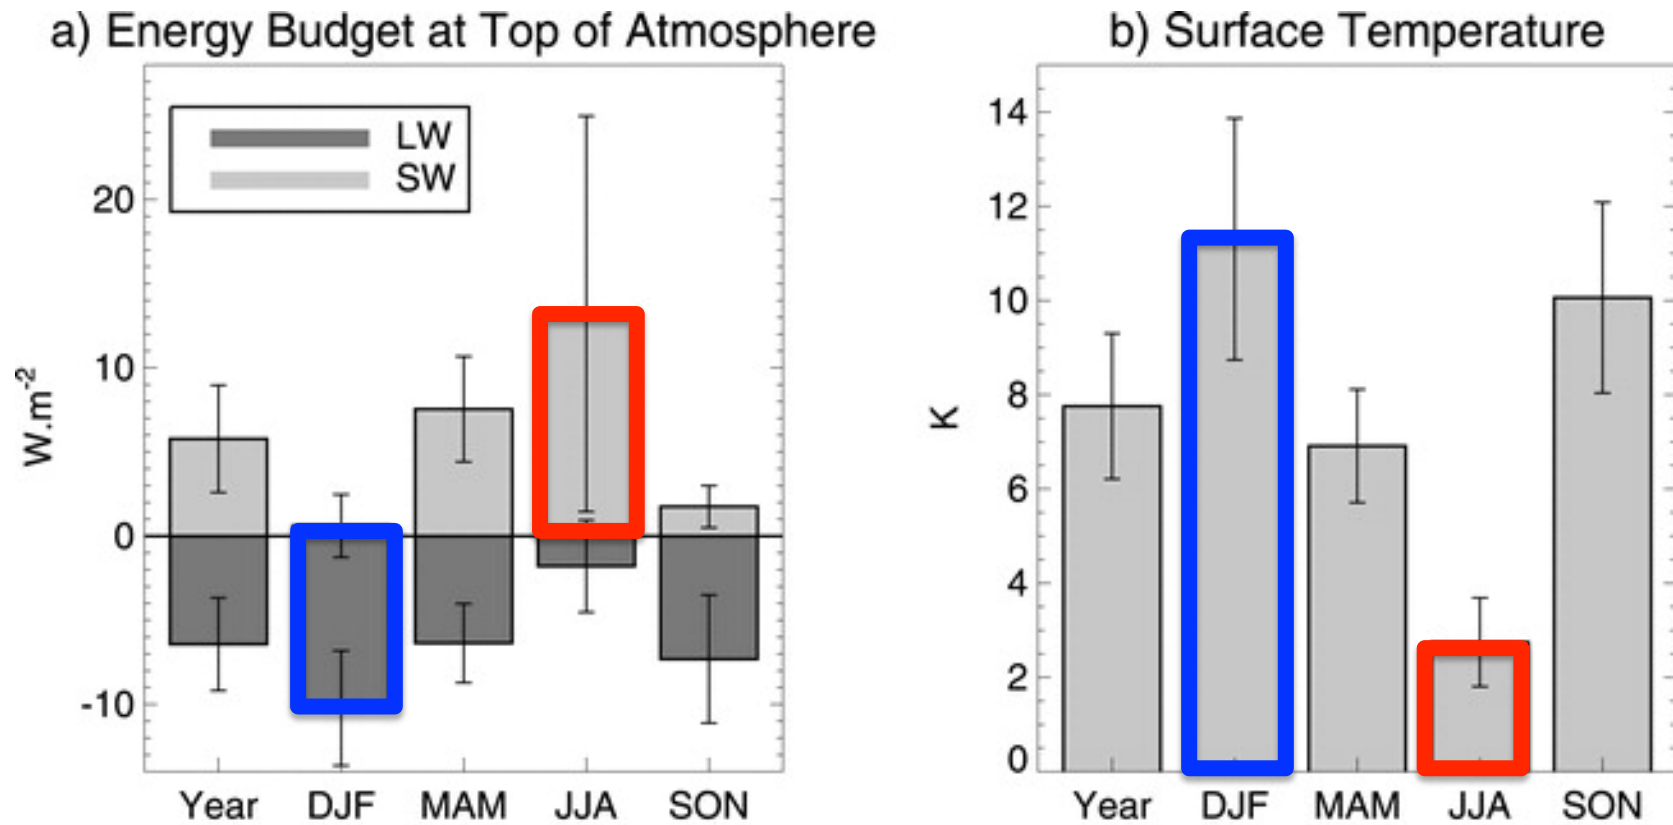 a) Energy Budget at Top of Atmosphere
LW
SW
20
10
0
-10
W.m-2
Year DJF MAM JJA SON
b) Surface Temperature
14
12
10
8
6
4
2
0
K
Year DJF MAM JJA SON